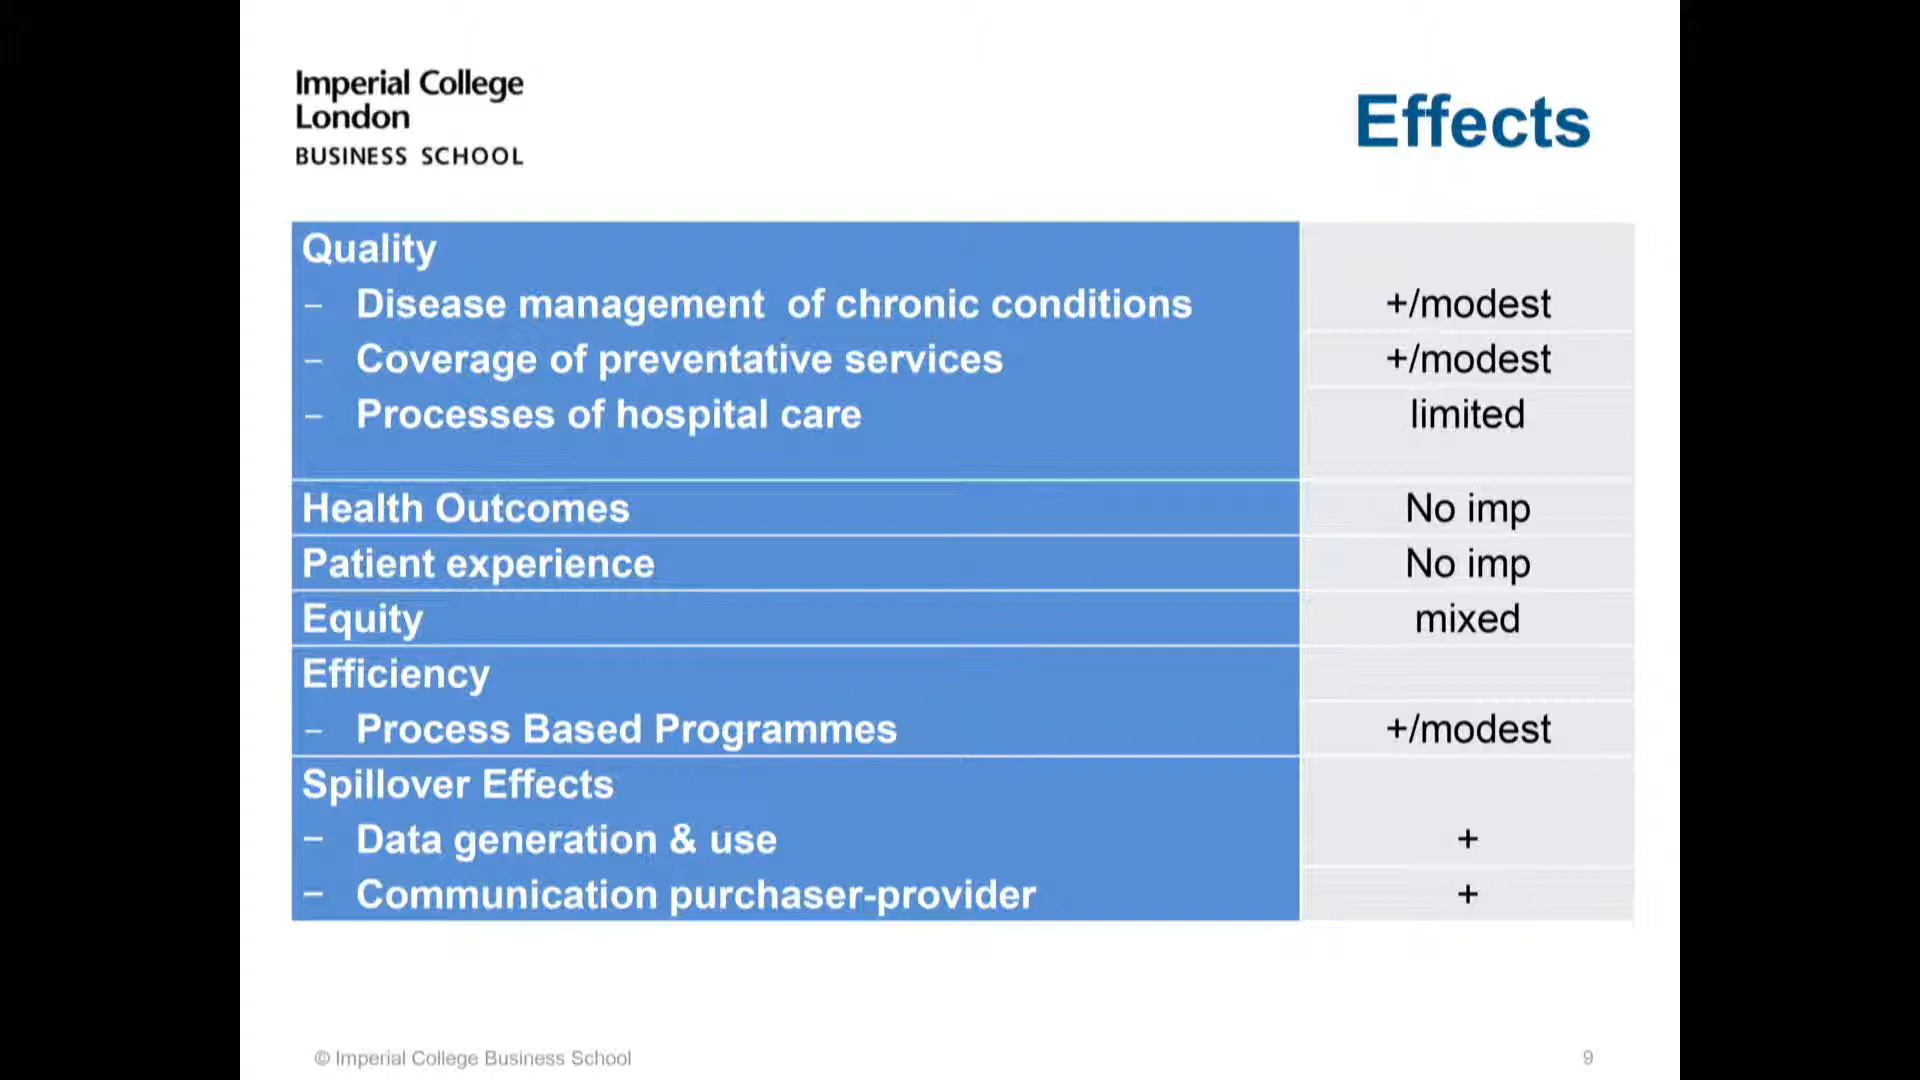 Imperial College
London
BUSINESS SCHOOL
Effects
Quality
– Disease management of chronic conditions +/modest
– Coverage of preventative services +/modest
– Processes of hospital care limited
Health Outcomes No imp
Patient experience No imp
Equity mixed
Efficiency
– Process Based Programmes +/modest
Spillover Effects
– Data generation & use +
– Communication purchaser-provider +
© Imperial College Business School 9